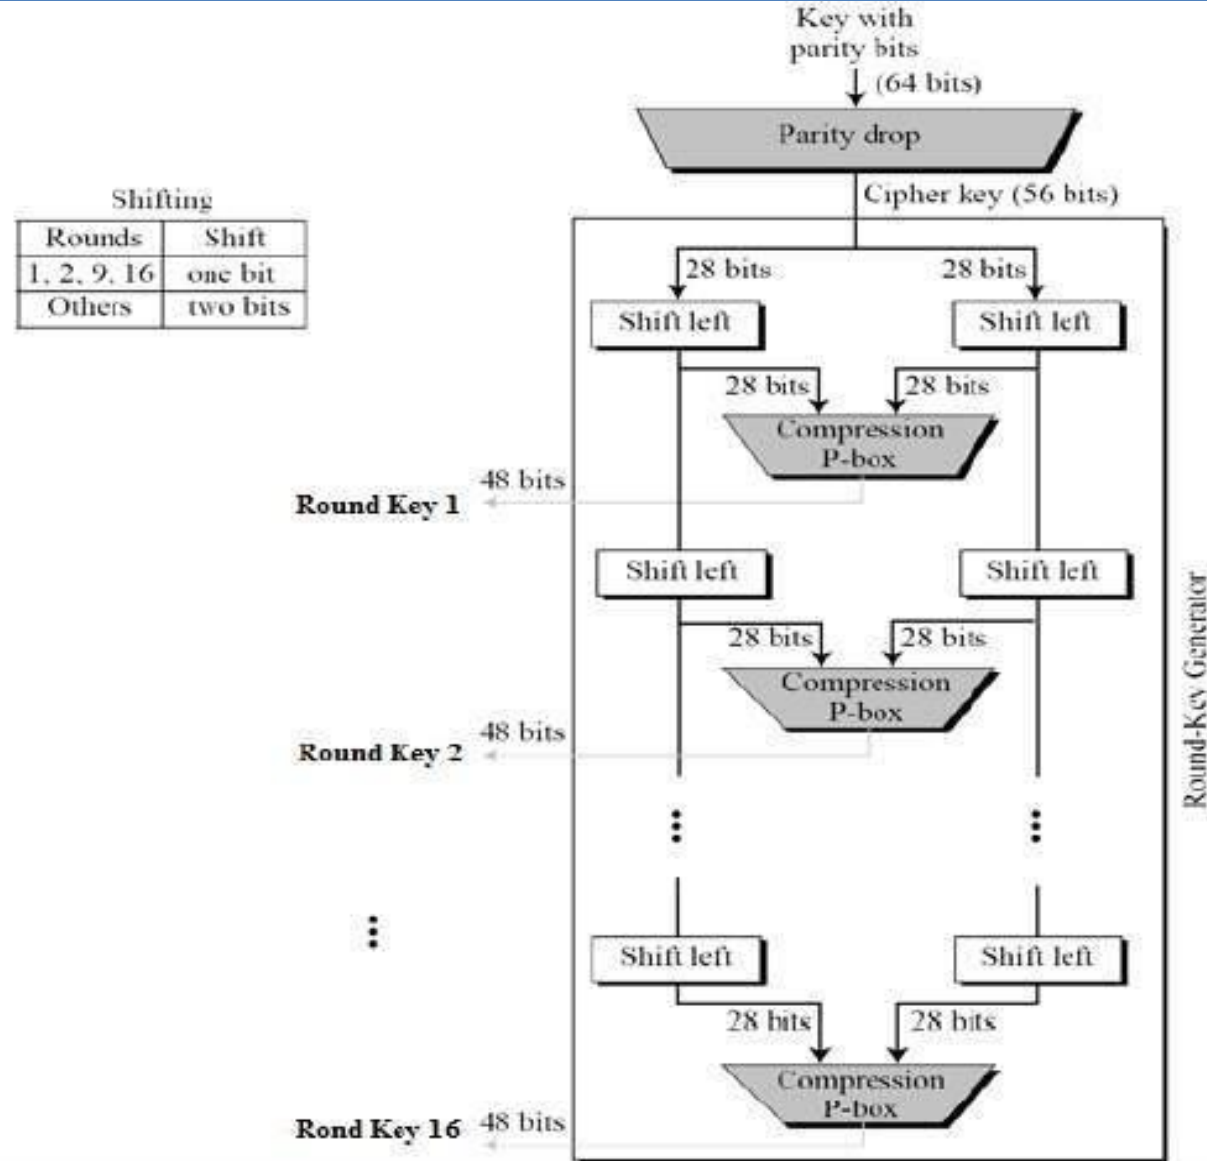 Key with
parity bits
(64 bits)
Parity drop
Cipher key (56 bits)
Shifting
Rounds Shift
1, 2, 9, 16 one bit
Others two bits
28 bits 28 bits
Shift left Shift left
28 bits 28 bits
Compression
P-box
48 bits
Round Key 1
Shift left Shift left
28 bits 28 bits
Compression
P-box
48 bits
Round Key 2
Round-Key Generator
Shift left Shift left
28 bits 28 bits
Compression
P-box
Rond Key 16 48 bits